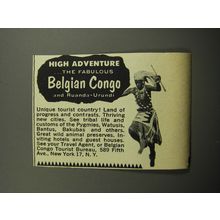 HIGH ADVENTURE
...THE FABULOUS
Belgian Congo
and Ruanda-Urundi
Unique tourist country! Land of
progress and contrasts. Thriving
new cities. See tribal life and
customs of the Pygmies, Watusis,
Bantus, Bakubas and others.
Great wild animal preserves. In-
viting hotels and guest houses.
See your Travel Agent, or Belgian
Congo Tourist Bureau, 589 Fifth
Ave., New York 17, N. Y.